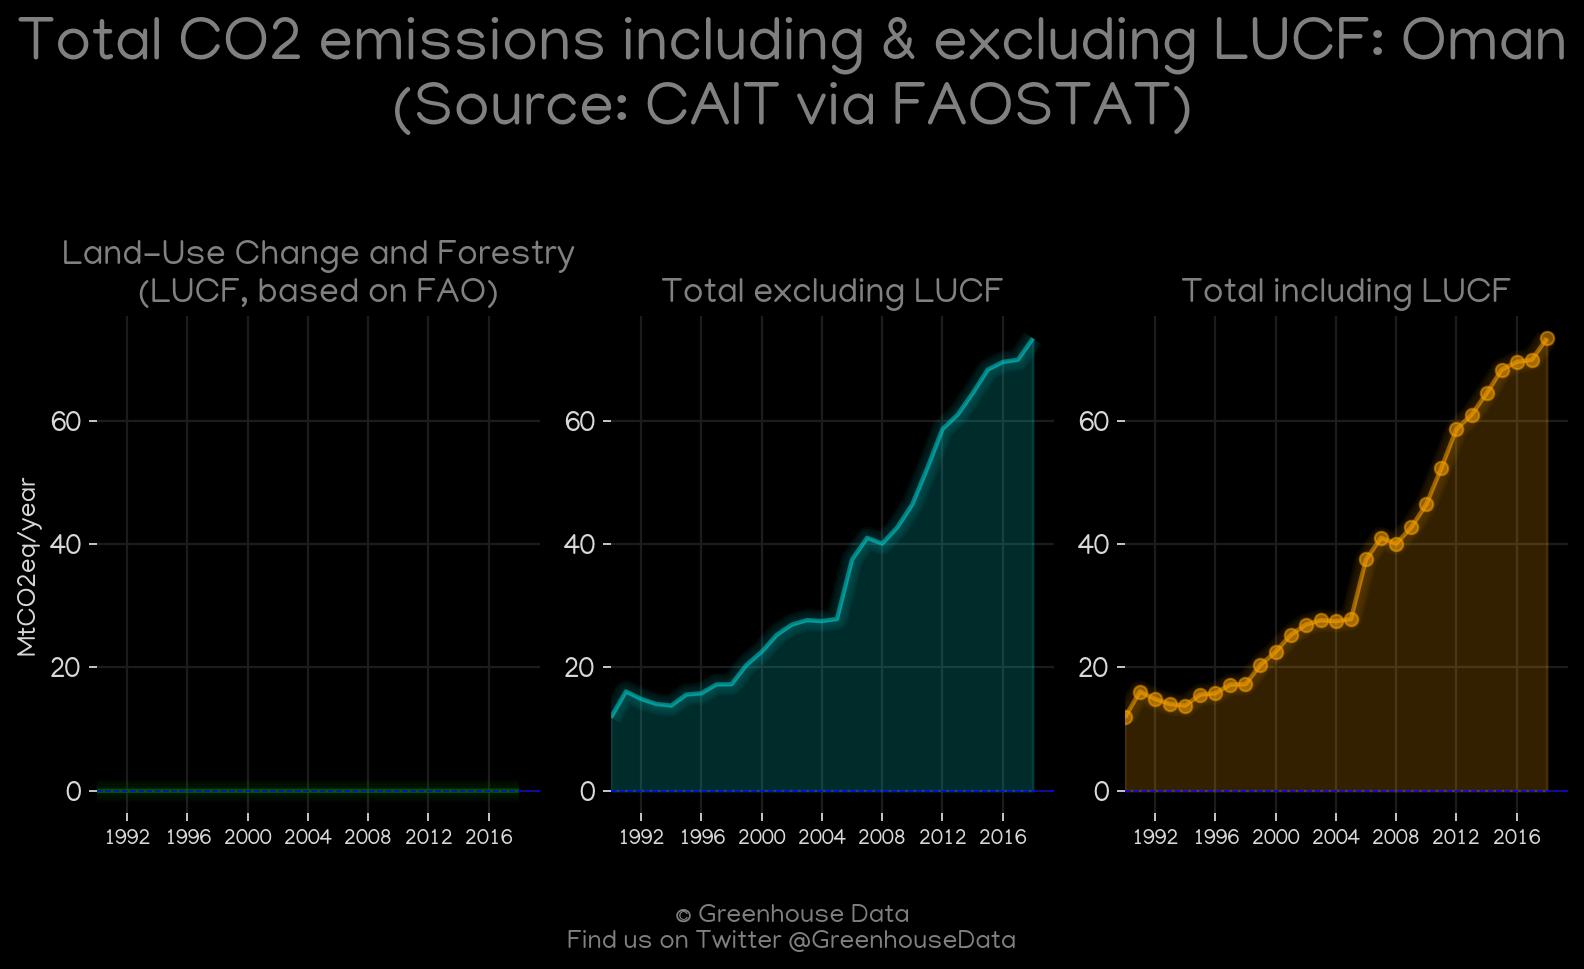 Total CO2 emissions including & excluding LUCF: Oman
(Source: CAIT via FAOSTAT)
Land-Use Change and Forestry
(LUCF, based on FAO)
Total excluding LUCF
Total including LUCF
MtCO2eq/year
60
40
20
0
1992 1996 2000 2004 2008 2012 2016
60
40
20
0
1992 1996 2000 2004 2008 2012 2016
60
40
20
0
1992 1996 2000 2004 2008 2012 2016
© Greenhouse Data
Find us on Twitter @GreenhouseData